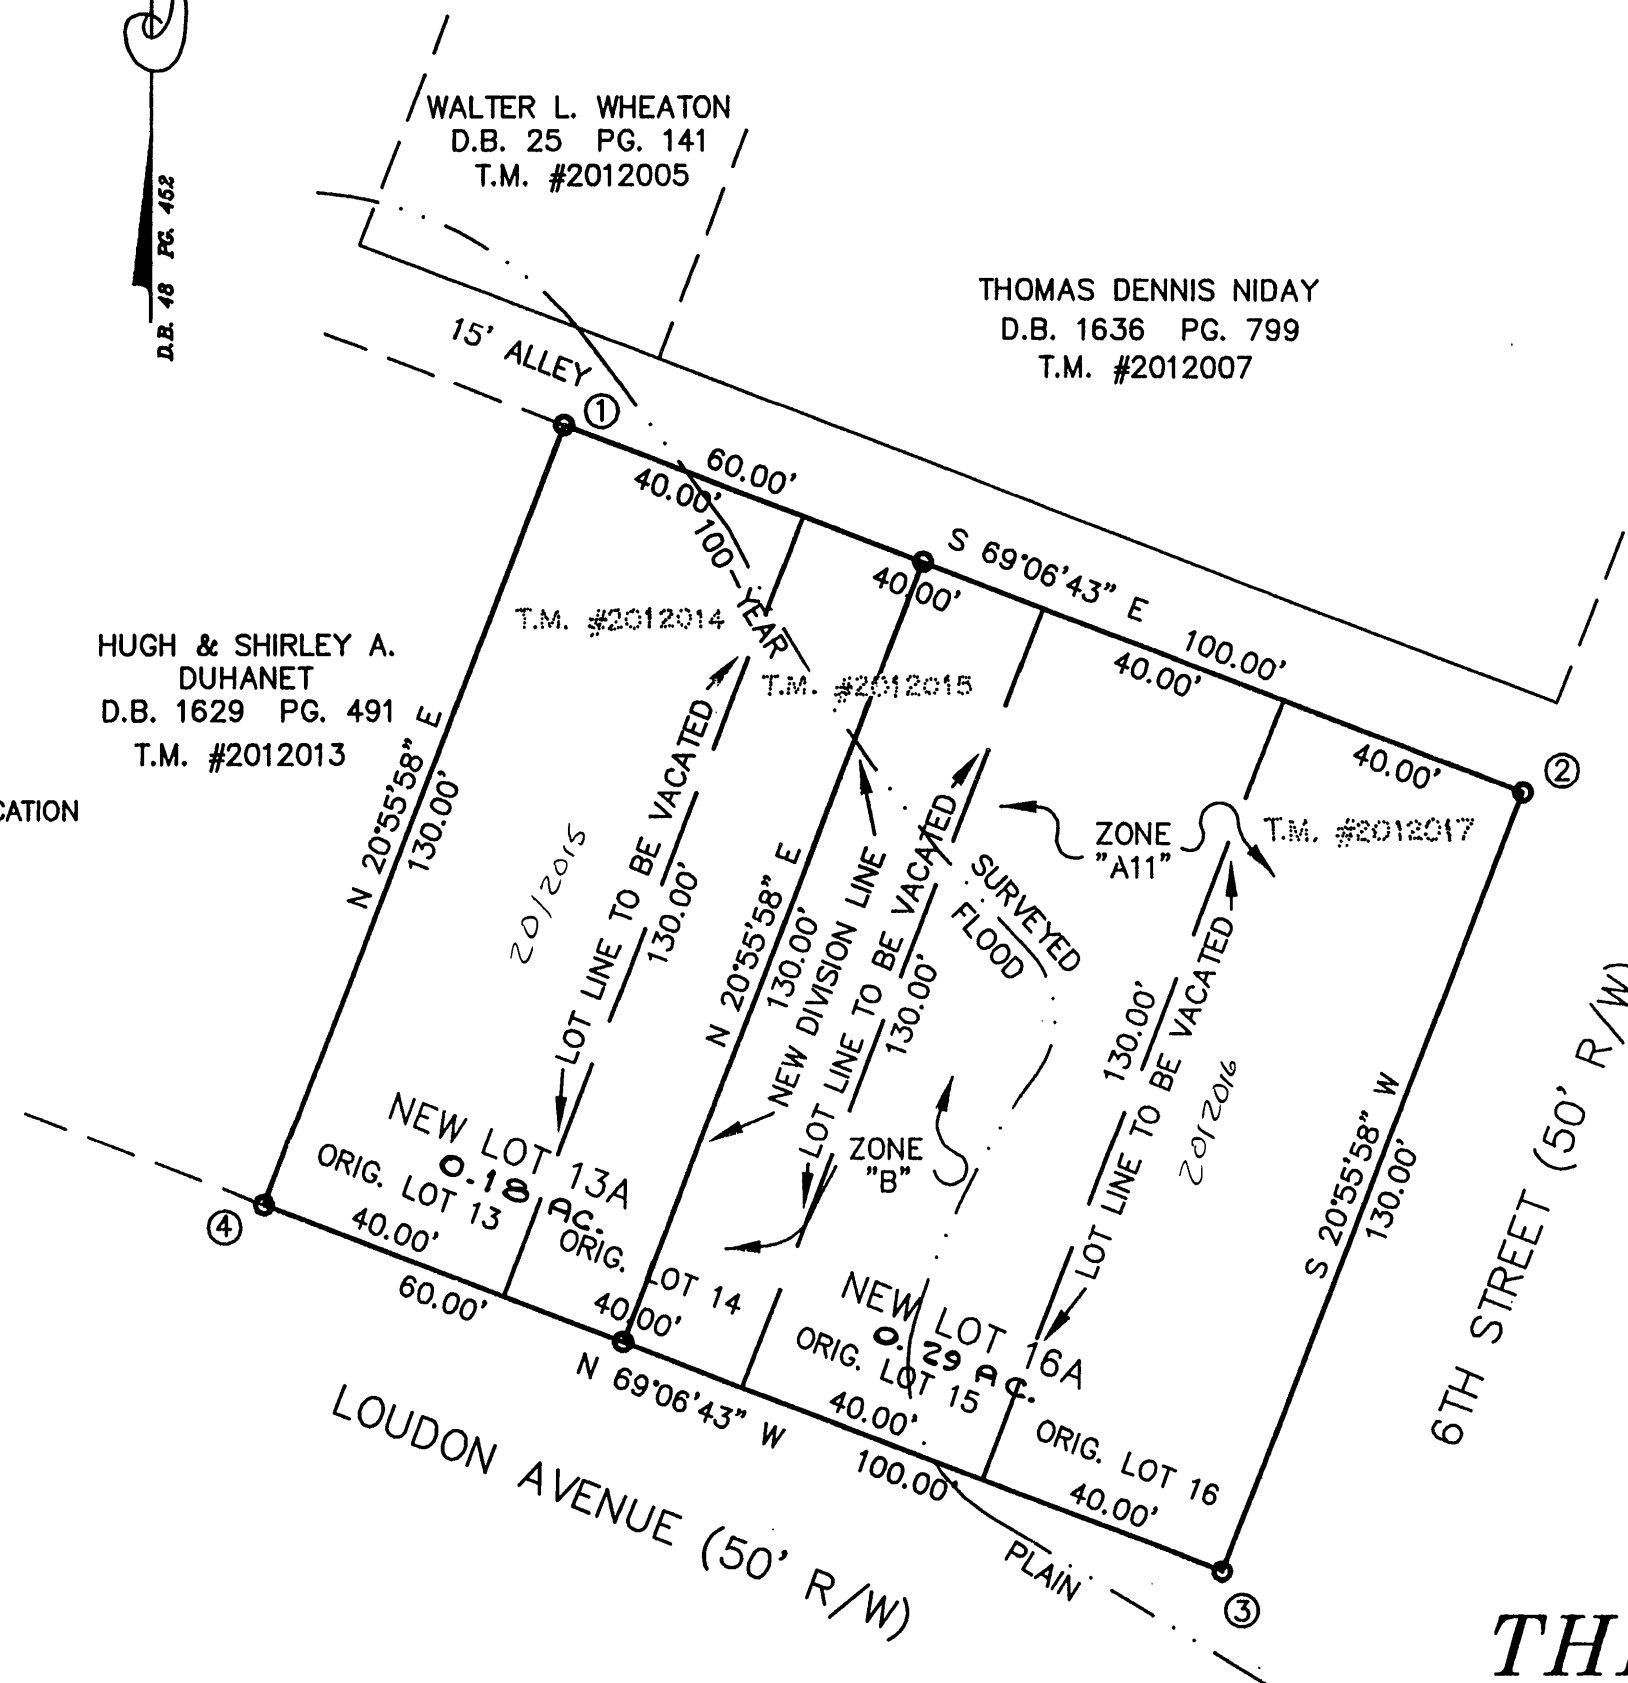 D.B. 48 PG. 452
WALTER L. WHEATON
D.B. 25 PG. 141
T.M. #2012005
THOMAS DENNIS NIDAY
D.B. 1636 PG. 799
T.M. #2012007
15' ALLEY
1
60.00'
40.00'
S 69°06'43" E
100.00'
40.00'
40.00'
40.00'
2
100-YEAR
T.M. #2012014
T.M. #2012015
HUGH & SHIRLEY A.
DUHANET
D.B. 1629 PG. 491
T.M. #2012013
CATION
N 20°55'58" E
130.00'
2012015
LOT LINE TO BE VACATED
130.00'
N 20°55'58" E
130.00'
NEW DIVISION LINE
LOT LINE TO BE VACATED
130.00'
ZONE
"A11"
T.M. #2012017
SURVEYED
FLOOD
130.00'
LOT LINE TO BE VACATED
2012016
S 20°55'58" W
130.00'
6TH STREET (50' R/W)
ZONE
"B"
NEW LOT 13A
0.18 AC.
ORIG. LOT 13
40.00'
4
60.00'
ORIG. LOT 14
40.00'
NEW LOT 16A
0.29 AC.
ORIG. LOT 15
40.00'
N 69°06'43" W
100.00'
ORIG. LOT 16
40.00'
LOUDON AVENUE (50' R/W)
PLAIN
3